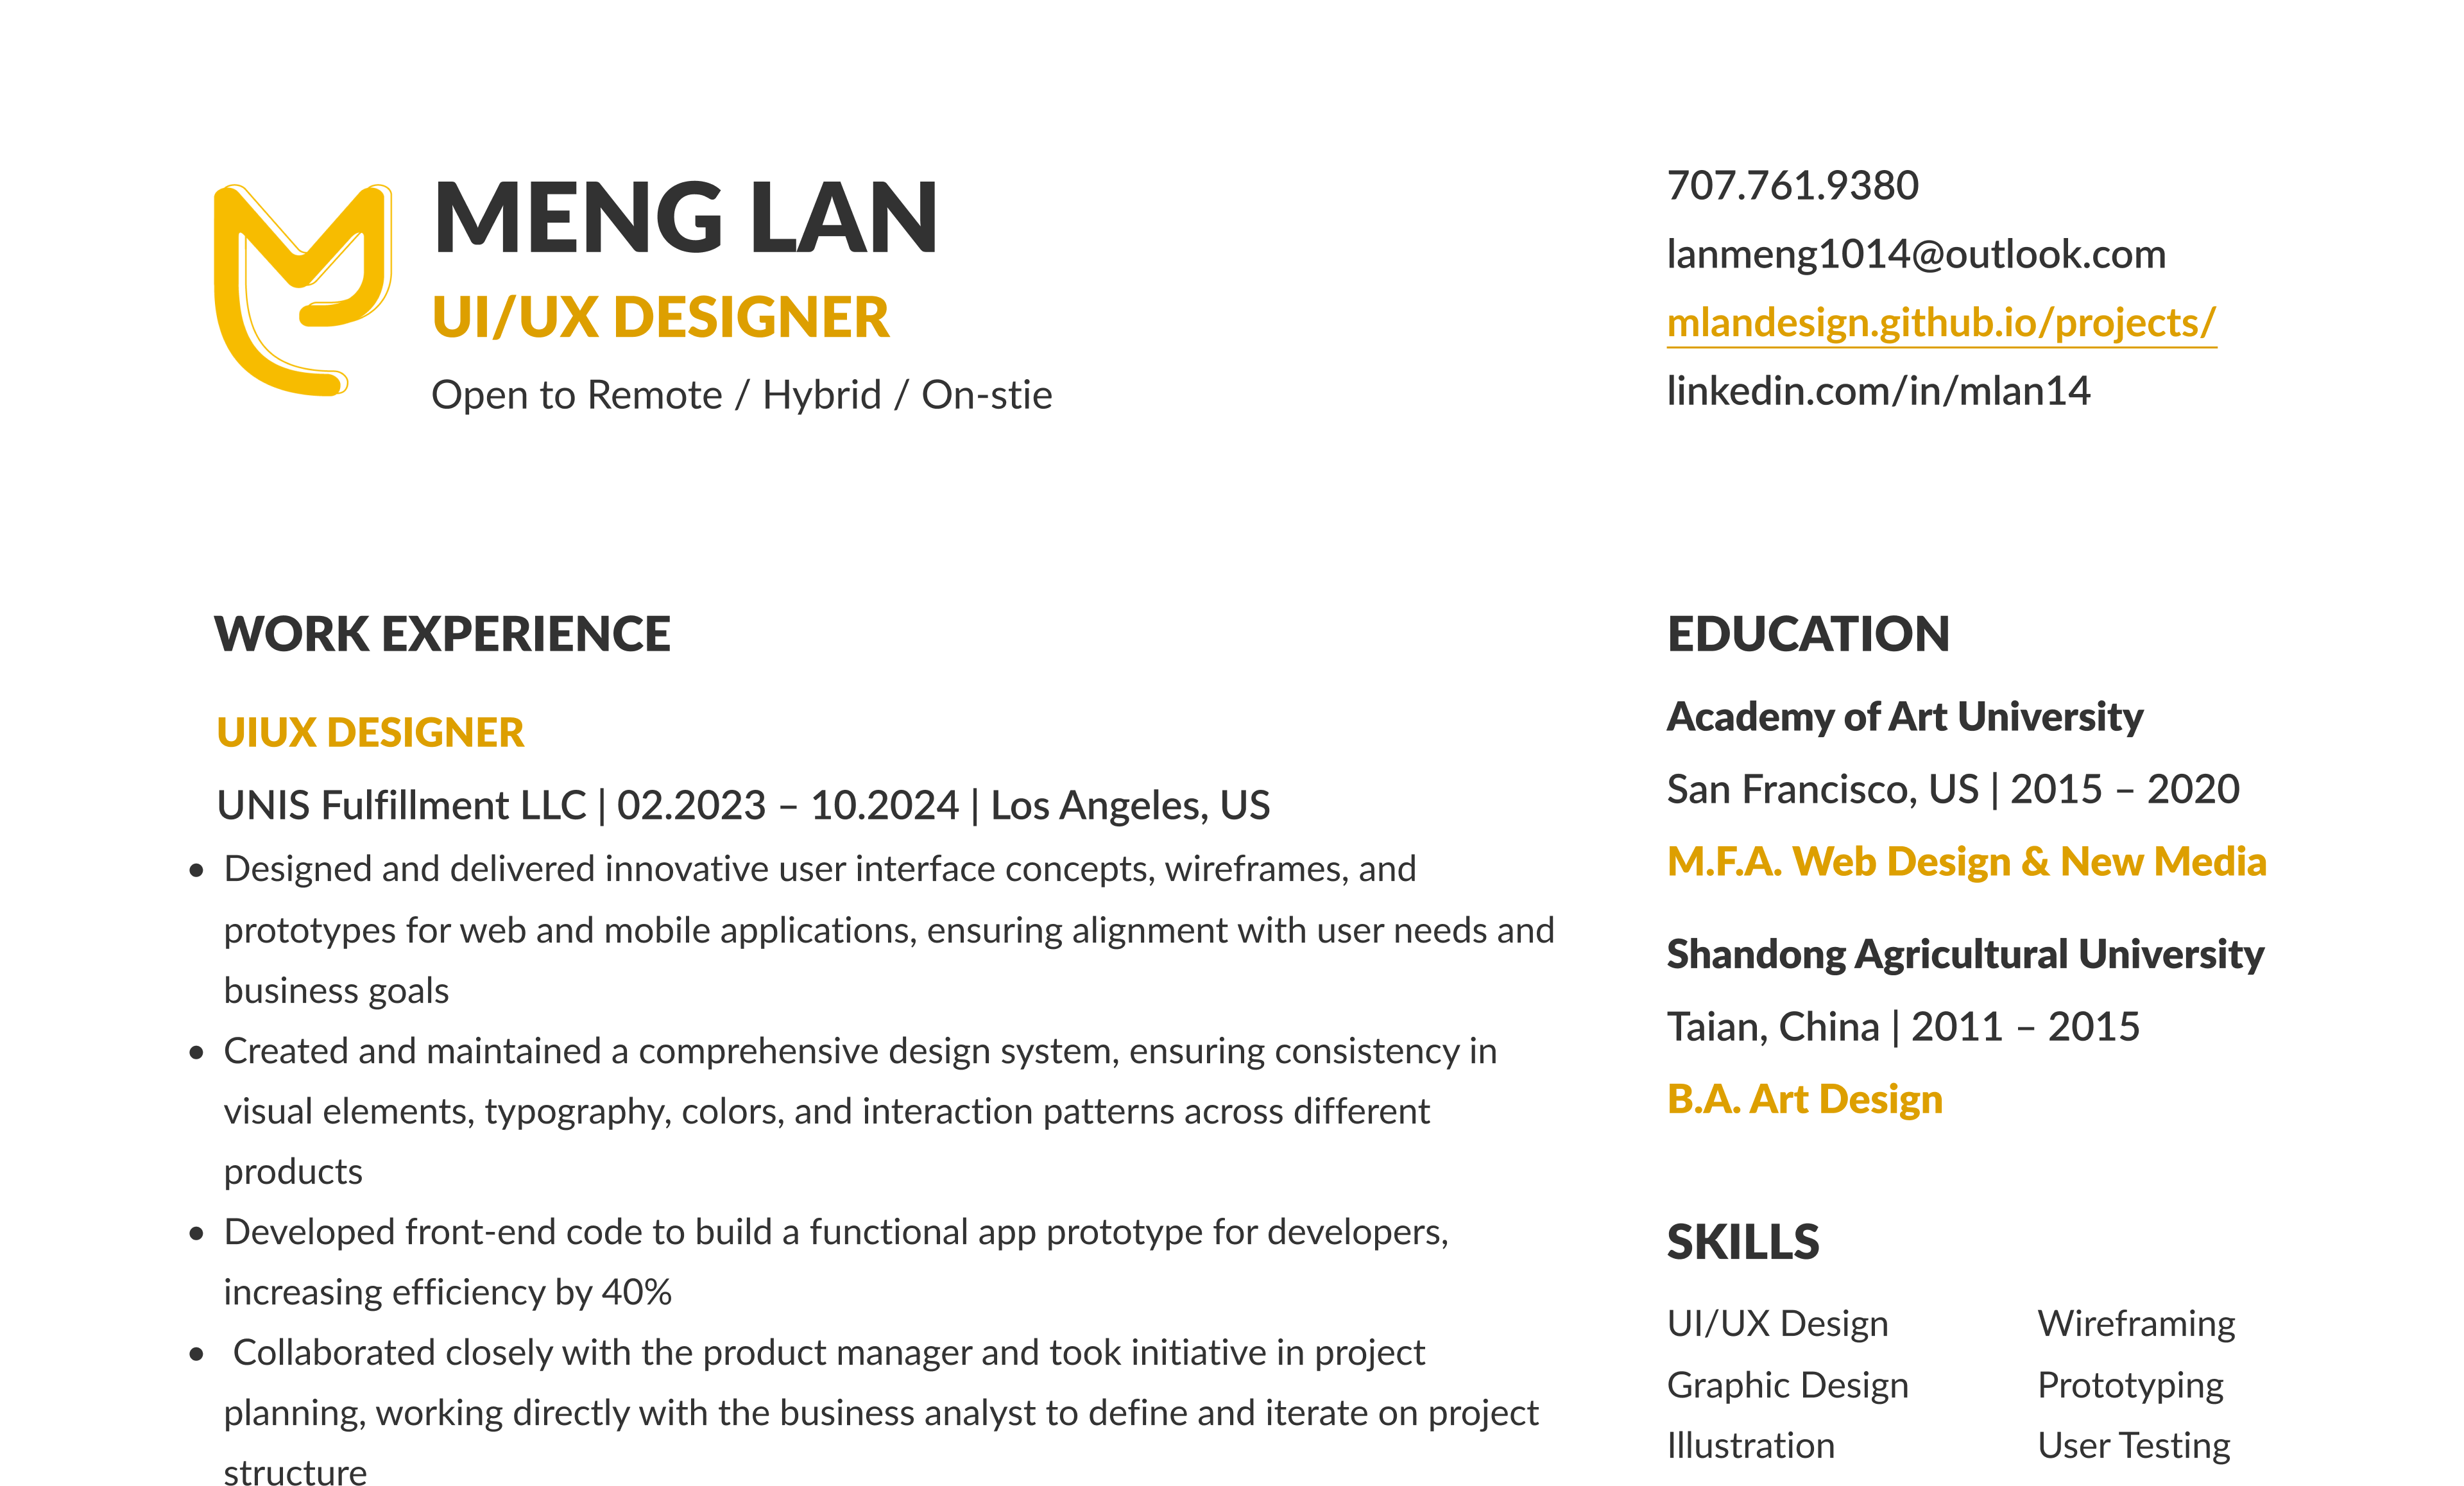 MENG LAN
UI/UX DESIGNER
Open to Remote / Hybrid / On-stie
707.761.9380
lanmeng1014@outlook.com
mlandesign.github.io/projects/
linkedin.com/in/mlan14
WORK EXPERIENCE
UIUX DESIGNER
UNIS Fulfillment LLC | 02.2023 – 10.2024 | Los Angeles, US
• Designed and delivered innovative user interface concepts, wireframes, and
prototypes for web and mobile applications, ensuring alignment with user needs and
business goals
• Created and maintained a comprehensive design system, ensuring consistency in
visual elements, typography, colors, and interaction patterns across different
products
• Developed front-end code to build a functional app prototype for developers,
increasing efficiency by 40%
• Collaborated closely with the product manager and took initiative in project
planning, working directly with the business analyst to define and iterate on project
structure
EDUCATION
Academy of Art University
San Francisco, US | 2015 – 2020
M.F.A. Web Design & New Media
Shandong Agricultural University
Taian, China | 2011 – 2015
B.A. Art Design
SKILLS
UI/UX Design
Graphic Design
Illustration
Wireframing
Prototyping
User Testing